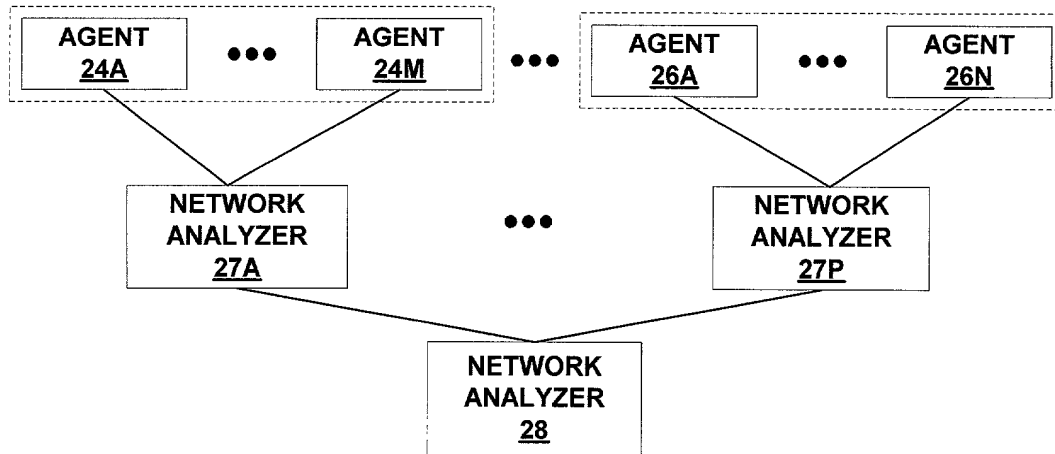 AGENT
24A
AGENT
24M
AGENT
26A
AGENT
26N
NETWORK
ANALYZER
27A
NETWORK
ANALYZER
27P
NETWORK
ANALYZER
28